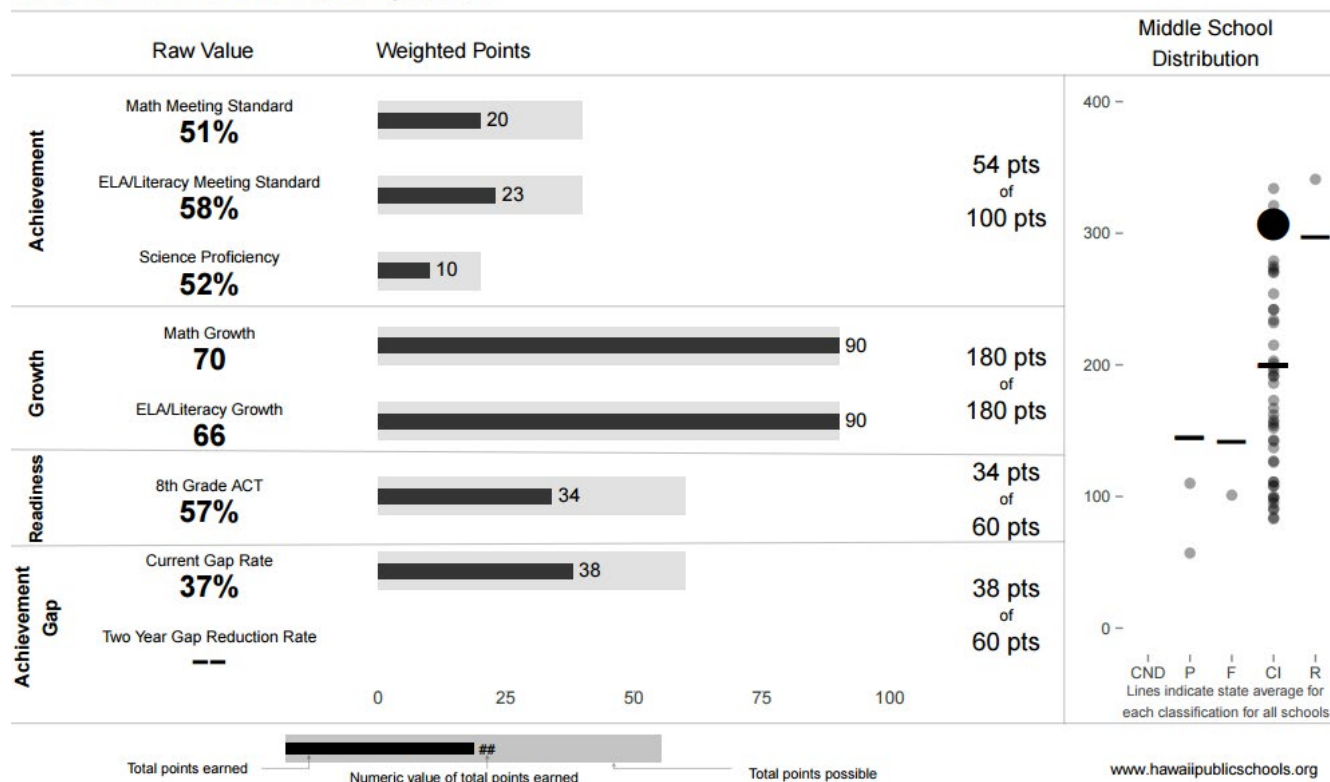 Raw Value
Weighted Points
Middle School
Distribution
Achievement
Math Meeting Standard
51%
20
ELA/Literacy Meeting Standard
58%
23
Science Proficiency
52%
10
54 pts
of
100 pts
Growth
Math Growth
70
90
ELA/Literacy Growth
66
90
180 pts
of
180 pts
Readiness
8th Grade ACT
57%
34
34 pts
of
60 pts
Achievement
Gap
Current Gap Rate
37%
38
Two Year Gap Reduction Rate
--
38 pts
of
60 pts
0
25
50
75
100
400
300
200
100
0
CND
P
F
CI
R
Lines indicate state average for
each classification for all schools
##
Total points earned
Numeric value of total points earned
Total points possible
www.hawaiipublicschools.org